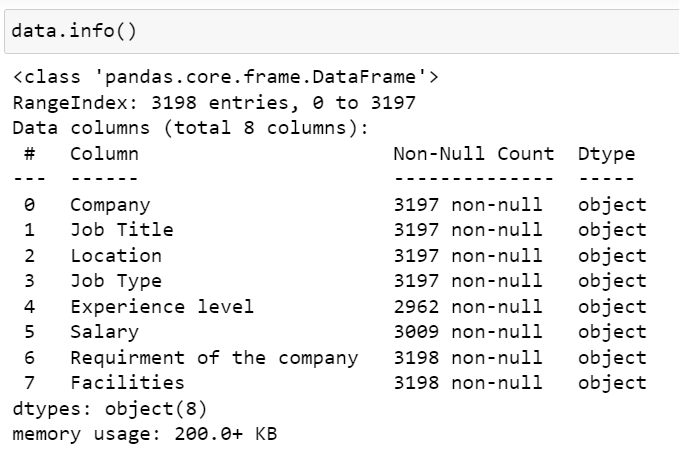 data.info()
<class 'pandas.core.frame.DataFrame'>
RangeIndex: 3198 entries, 0 to 3197
Data columns (total 8 columns):
 #   Column                     Non-Null Count  Dtype
---  ------                     --------------  -----
 0   Company                    3197 non-null   object
 1   Job Title                  3197 non-null   object
 2   Location                   3197 non-null   object
 3   Job Type                   3197 non-null   object
 4   Experience level           2962 non-null   object
 5   Salary                     3009 non-null   object
 6   Requirment of the company  3198 non-null   object
 7   Facilities                 3198 non-null   object
dtypes: object(8)
memory usage: 200.0+ KB